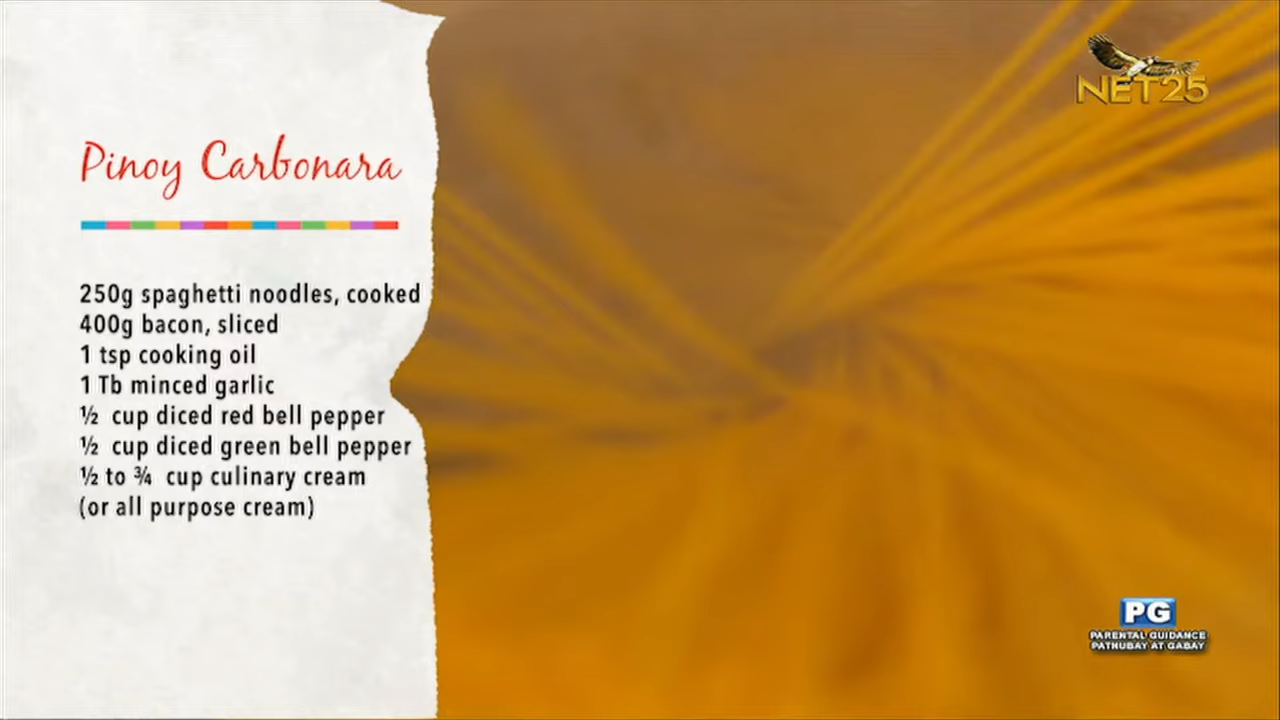 NET25
Pinoy Carbonara
250g spaghetti noodles, cooked
400g bacon, sliced
1 tsp cooking oil
1 Tb minced garlic
½ cup diced red bell pepper
½ cup diced green bell pepper
½ to ¾ cup culinary cream
(or all purpose cream)
PG
PARENTAL GUIDANCE
PATNUBAY AT GABAY